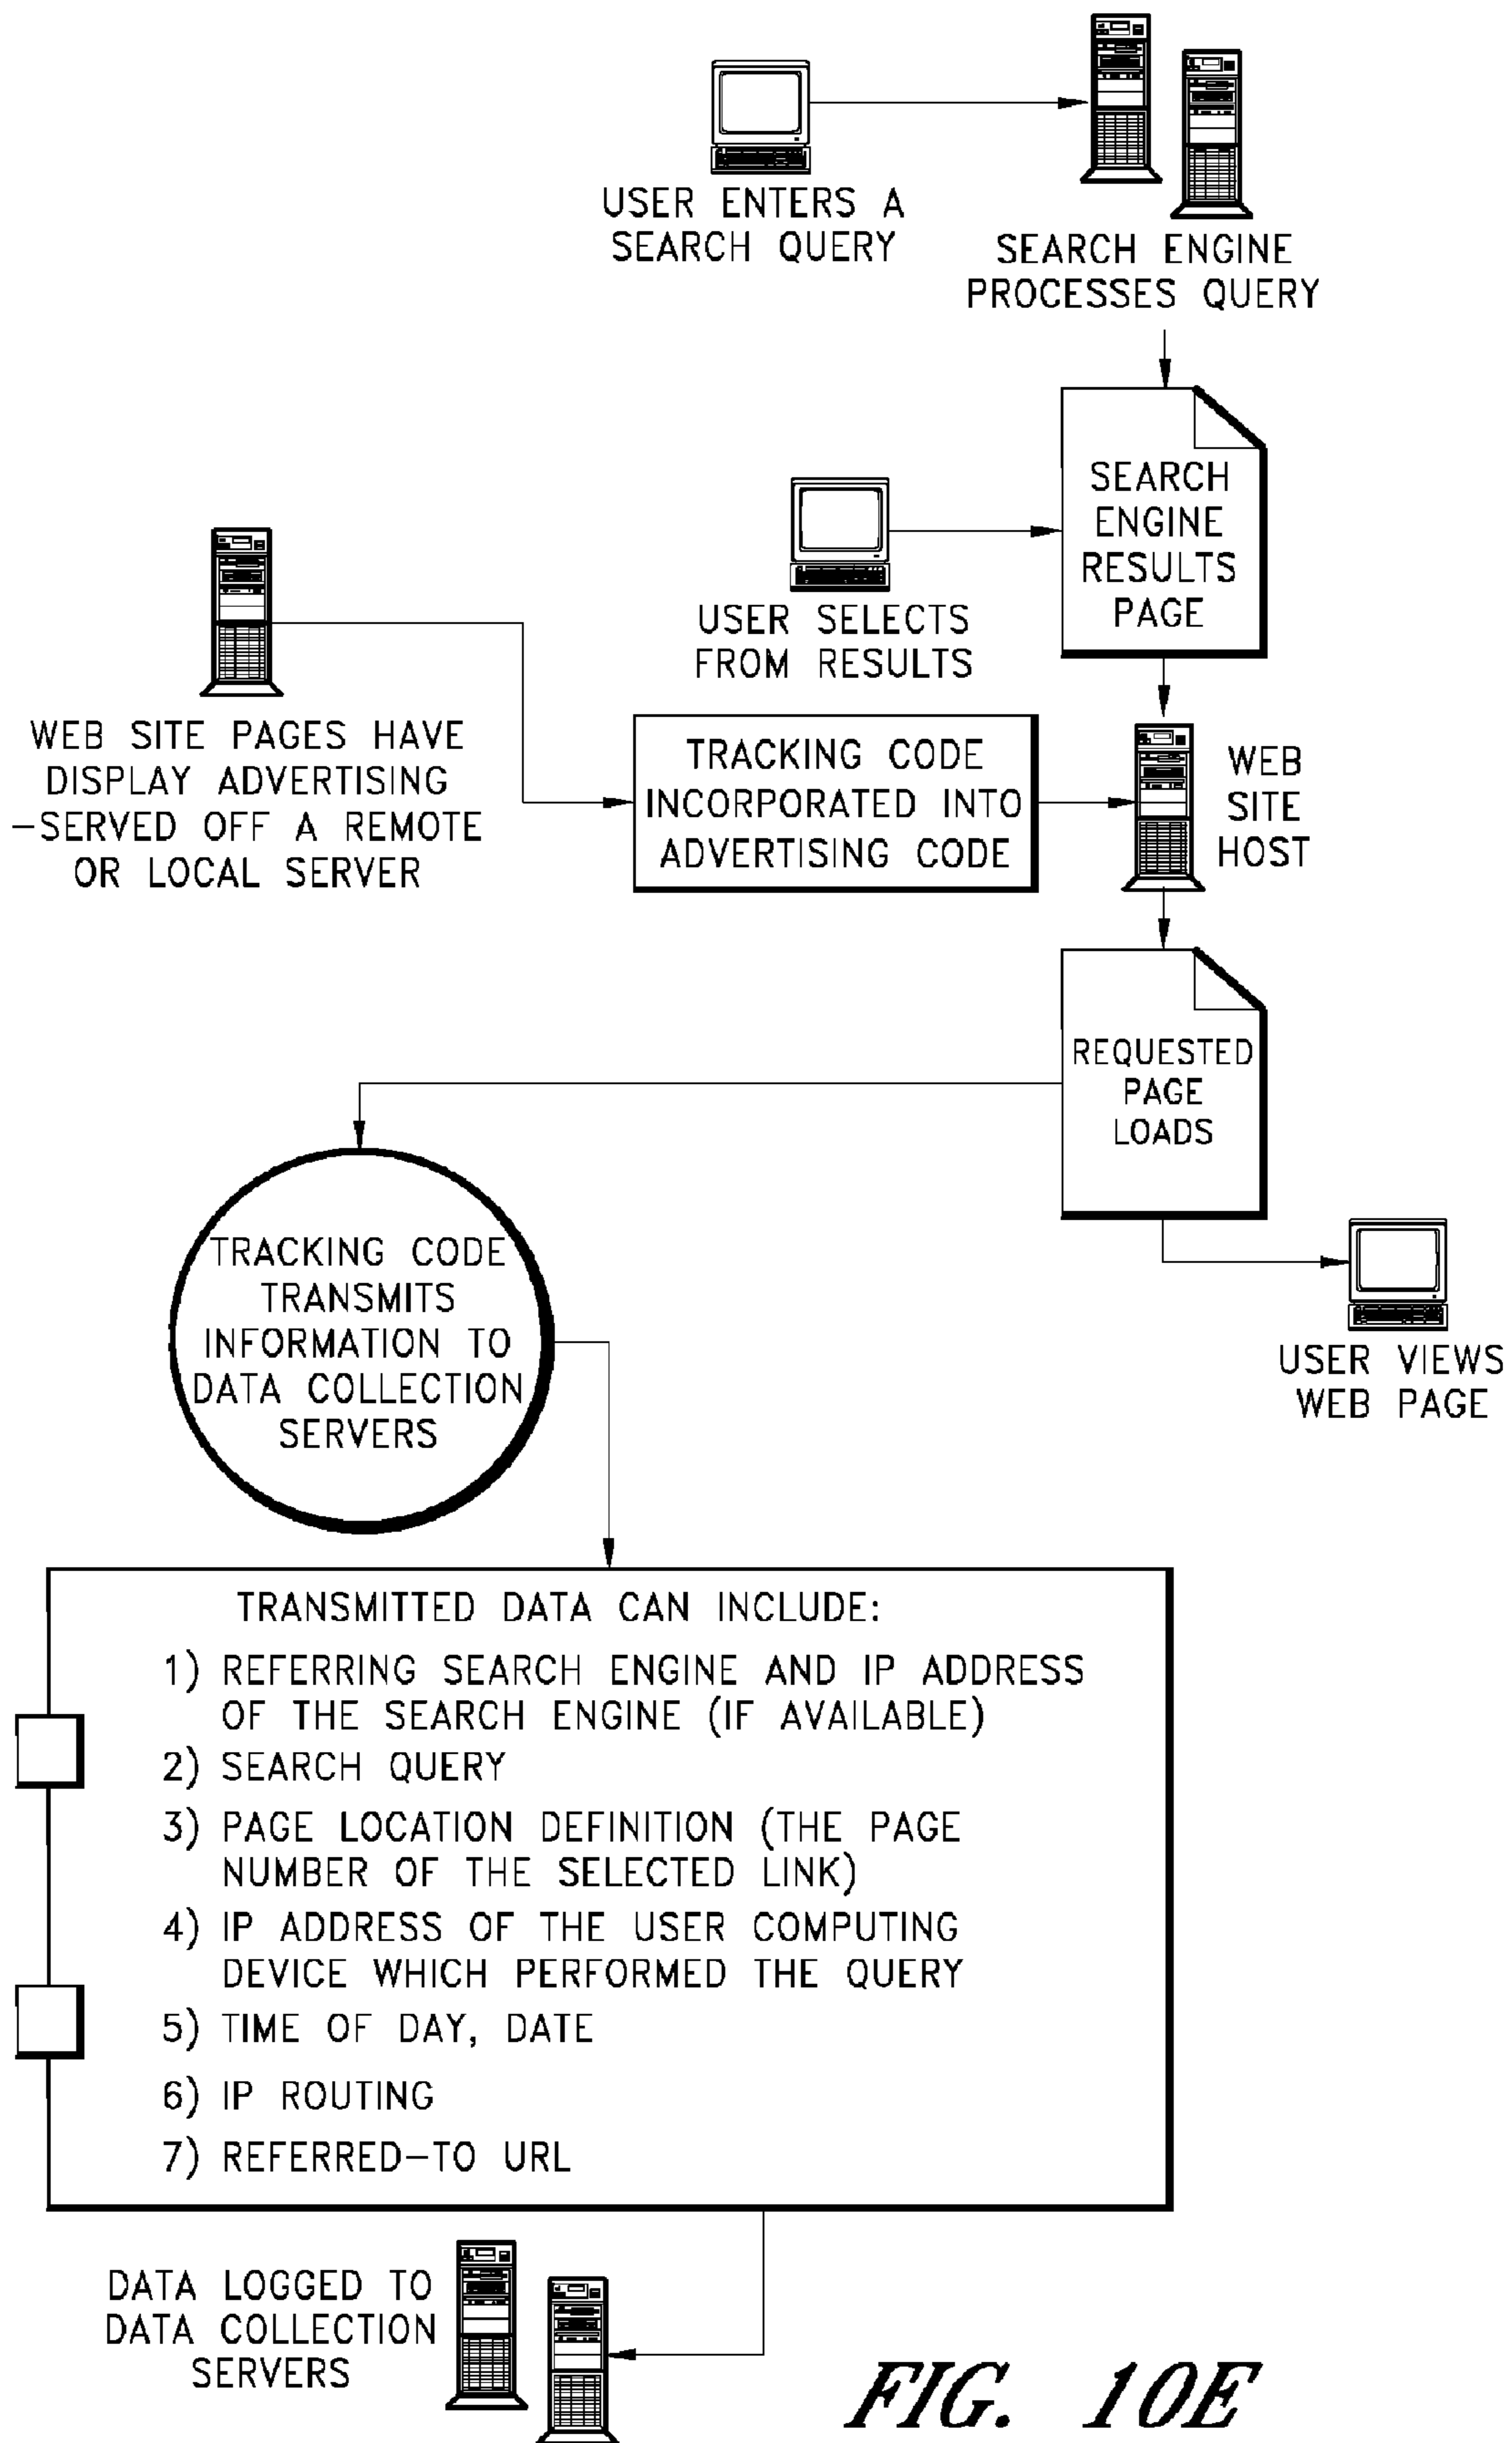 USER ENTERS A
SEARCH QUERY
SEARCH ENGINE
PROCESSES QUERY
SEARCH
ENGINE
RESULTS
PAGE
USER SELECTS
FROM RESULTS
WEB SITE PAGES HAVE
DISPLAY ADVERTISING
-SERVED OFF A REMOTE
OR LOCAL SERVER
TRACKING CODE
INCORPORATED INTO
ADVERTISING CODE
WEB
SITE
HOST
REQUESTED
PAGE
LOADS
TRACKING CODE
TRANSMITS
INFORMATION TO
DATA COLLECTION
SERVERS
USER VIEWS
WEB PAGE
TRANSMITTED DATA CAN INCLUDE:
1) REFERRING SEARCH ENGINE AND IP ADDRESS
OF THE SEARCH ENGINE (IF AVAILABLE)
2) SEARCH QUERY
3) PAGE LOCATION DEFINITION (THE PAGE
NUMBER OF THE SELECTED LINK)
4) IP ADDRESS OF THE USER COMPUTING
DEVICE WHICH PERFORMED THE QUERY
5) TIME OF DAY, DATE
6) IP ROUTING
7) REFERRED-TO URL
DATA LOGGED TO
DATA COLLECTION
SERVERS
FIG. 10E